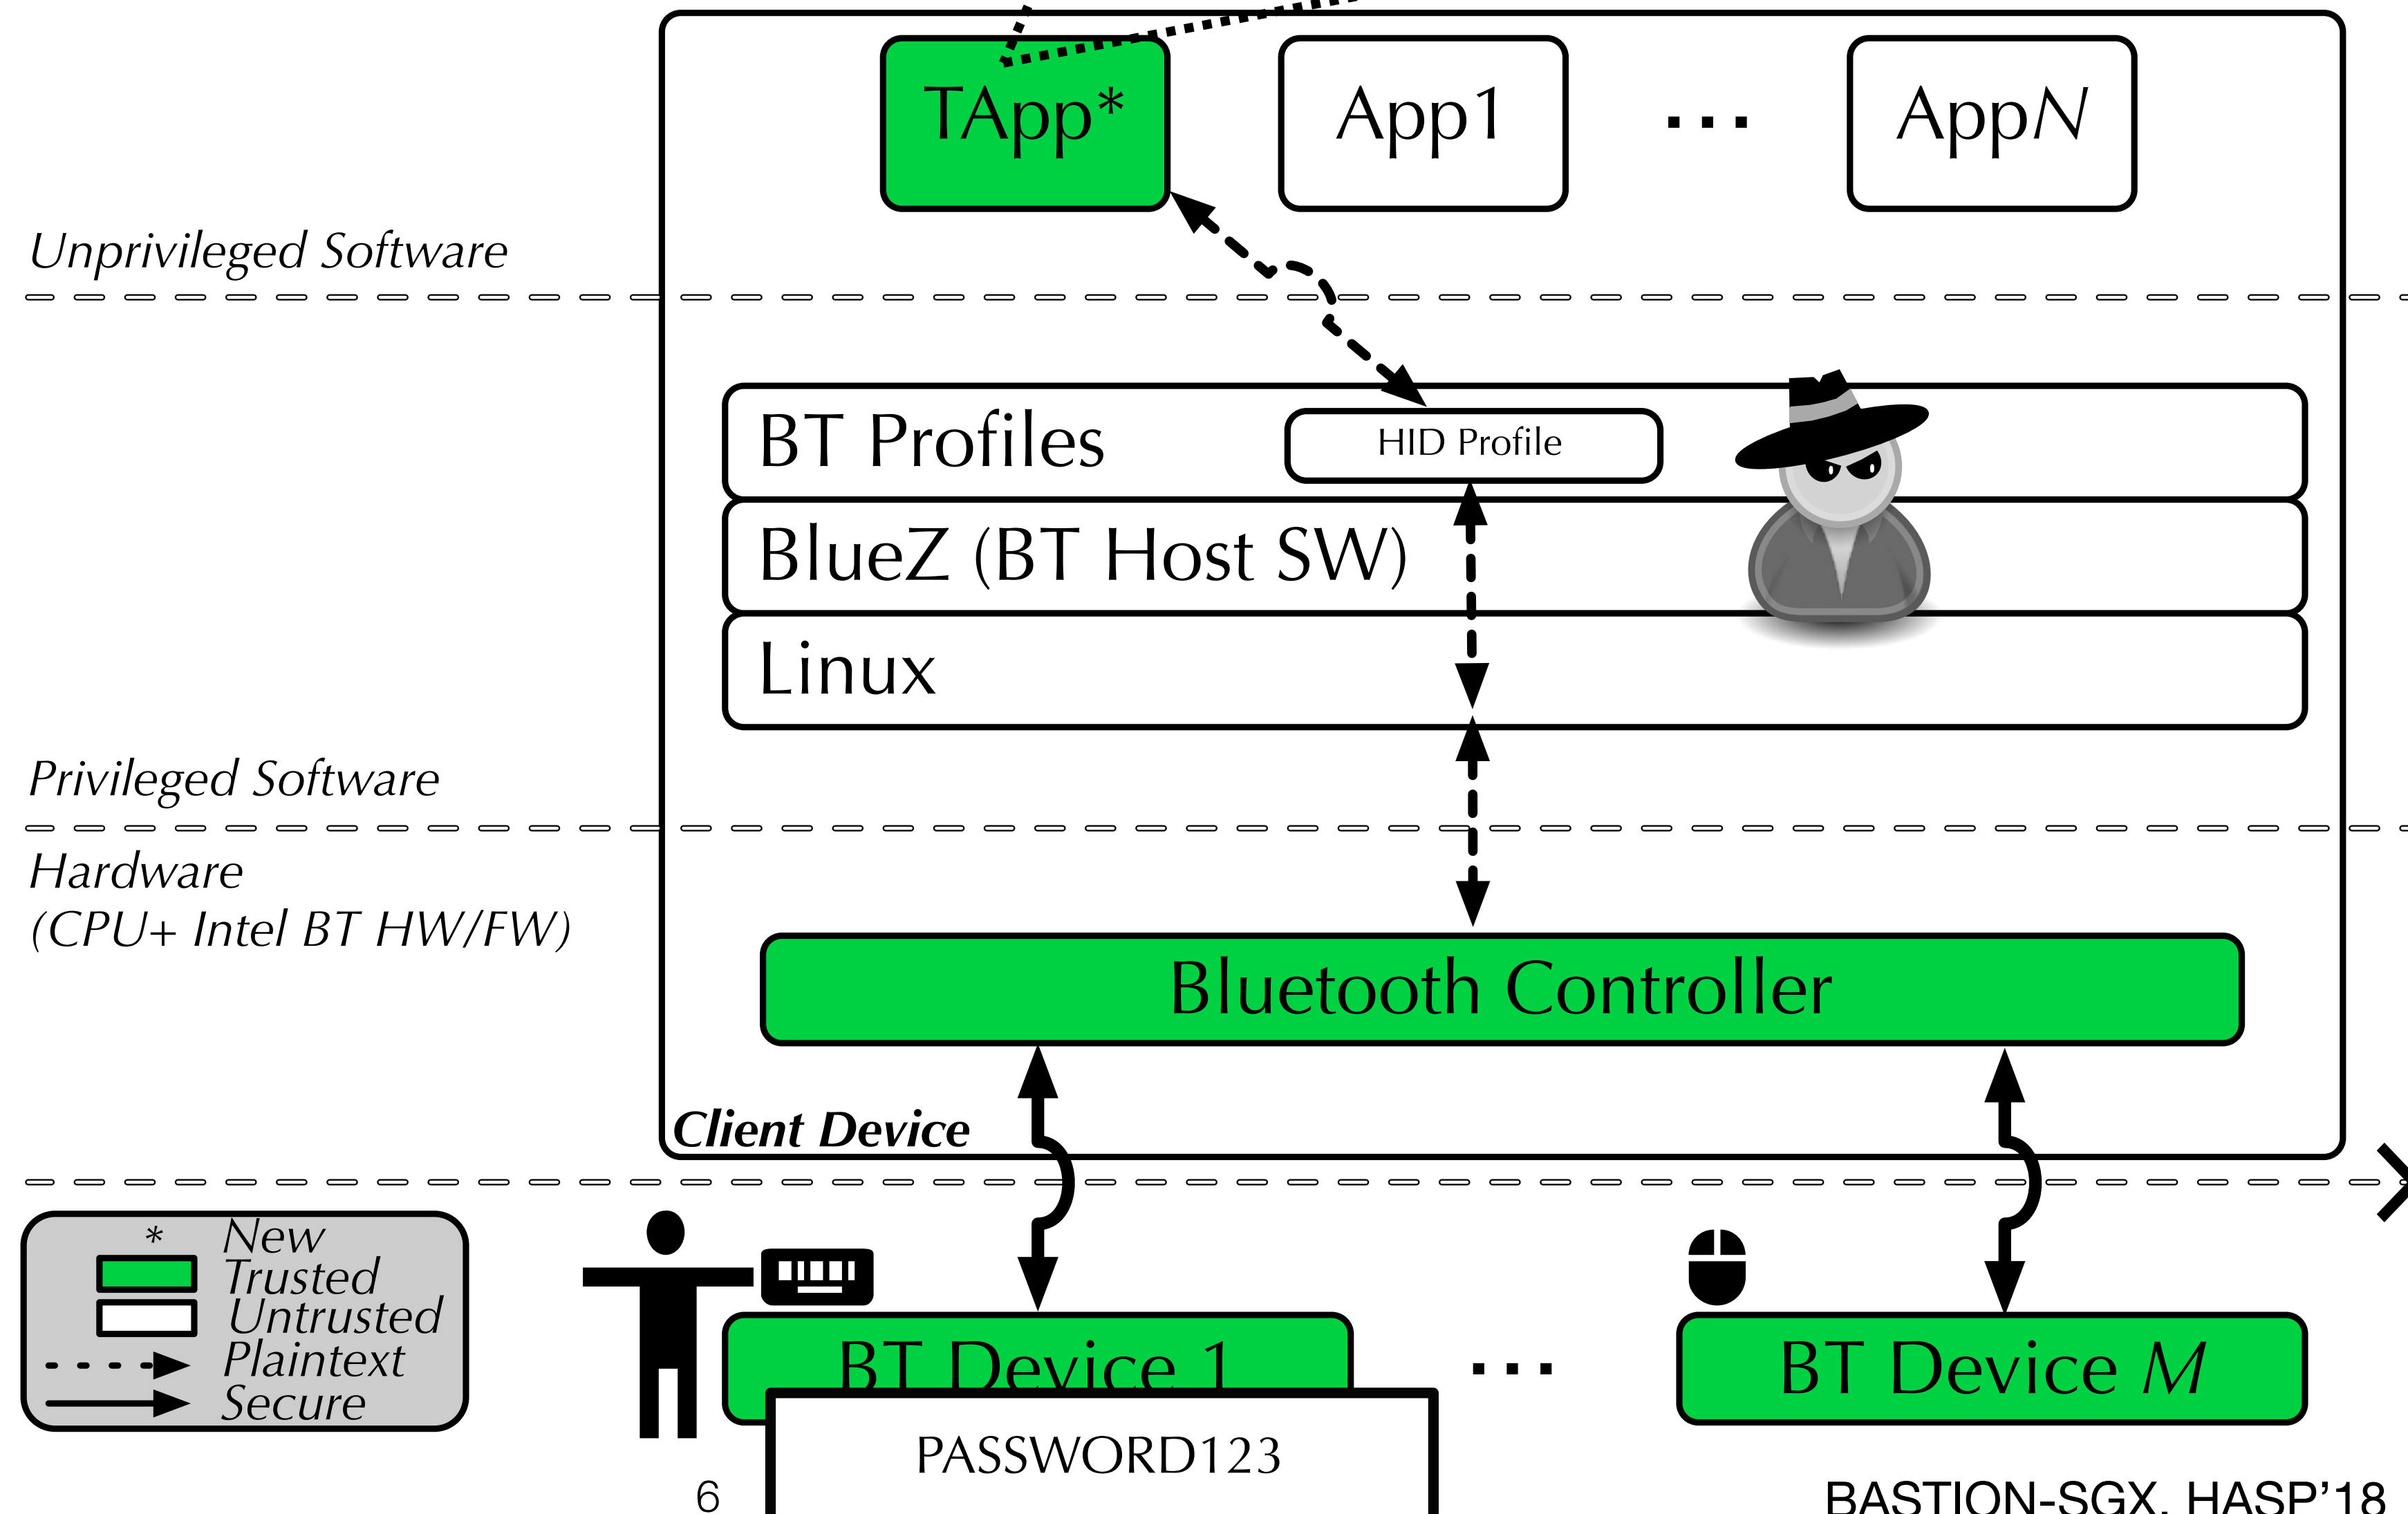 TApp*
App1
...
AppN
Unprivileged Software
BT Profiles
HID Profile
BlueZ (BT Host SW)
Linux
Privileged Software
Hardware
(CPU+ Intel BT HW/FW)
Bluetooth Controller
Client Device
* New
Trusted
Untrusted
Plaintext
Secure
BT Device 1
...
BT Device M
PASSWORD123
6
BASTION-SGX, HASP'18